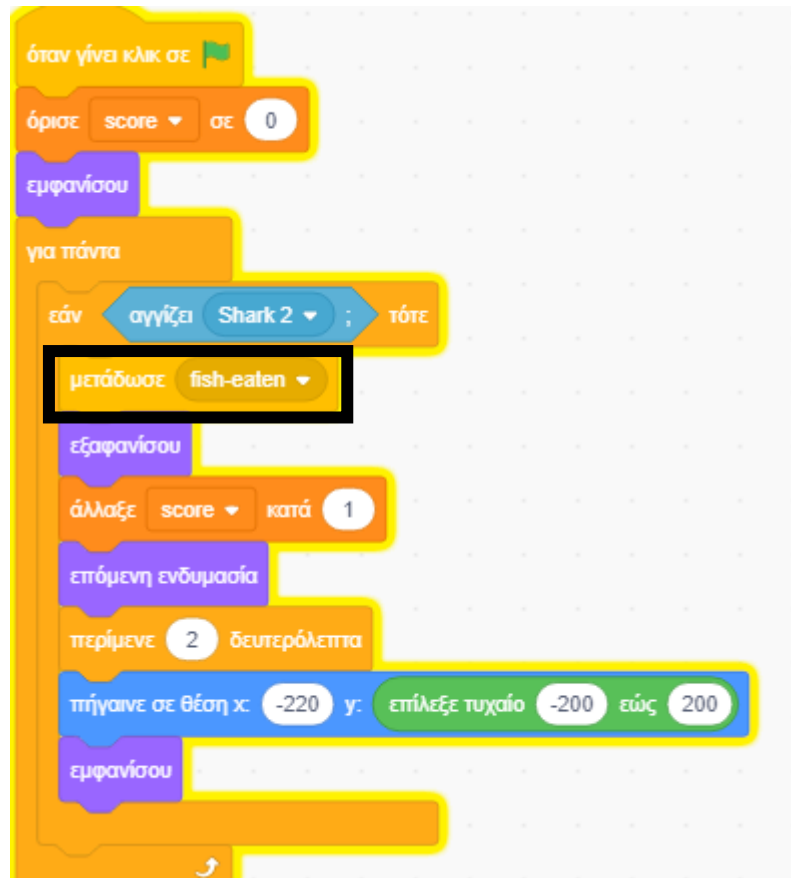 όταν γίνει κλικ σε
όρισε score σε 0
εμφανίσου
για πάντα
εάν αγγίζει Shark 2 ; τότε
μετάδωσε fish-eaten
εξαφανίσου
άλλαξε score κατά 1
επόμενη ενδυμασία
περίμενε 2 δευτερόλεπτα
πήγαινε σε θέση x: -220 y: επίλεξε τυχαίο -200 εώς 200
εμφανίσου